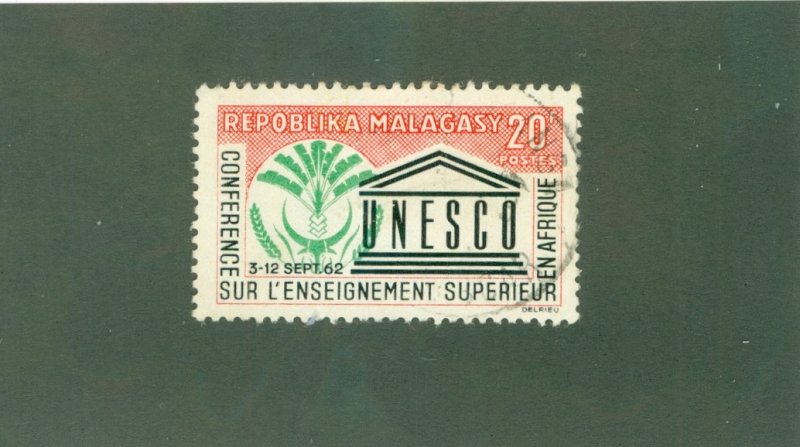 REPOBLIKA MALAGASY 20F
POSTES
CONFERENCE
UNESCO
EN AFRIQUE
3-12 SEPT. 62
SUR L'ENSEIGNEMENT SUPERIEUR
DELRIEU